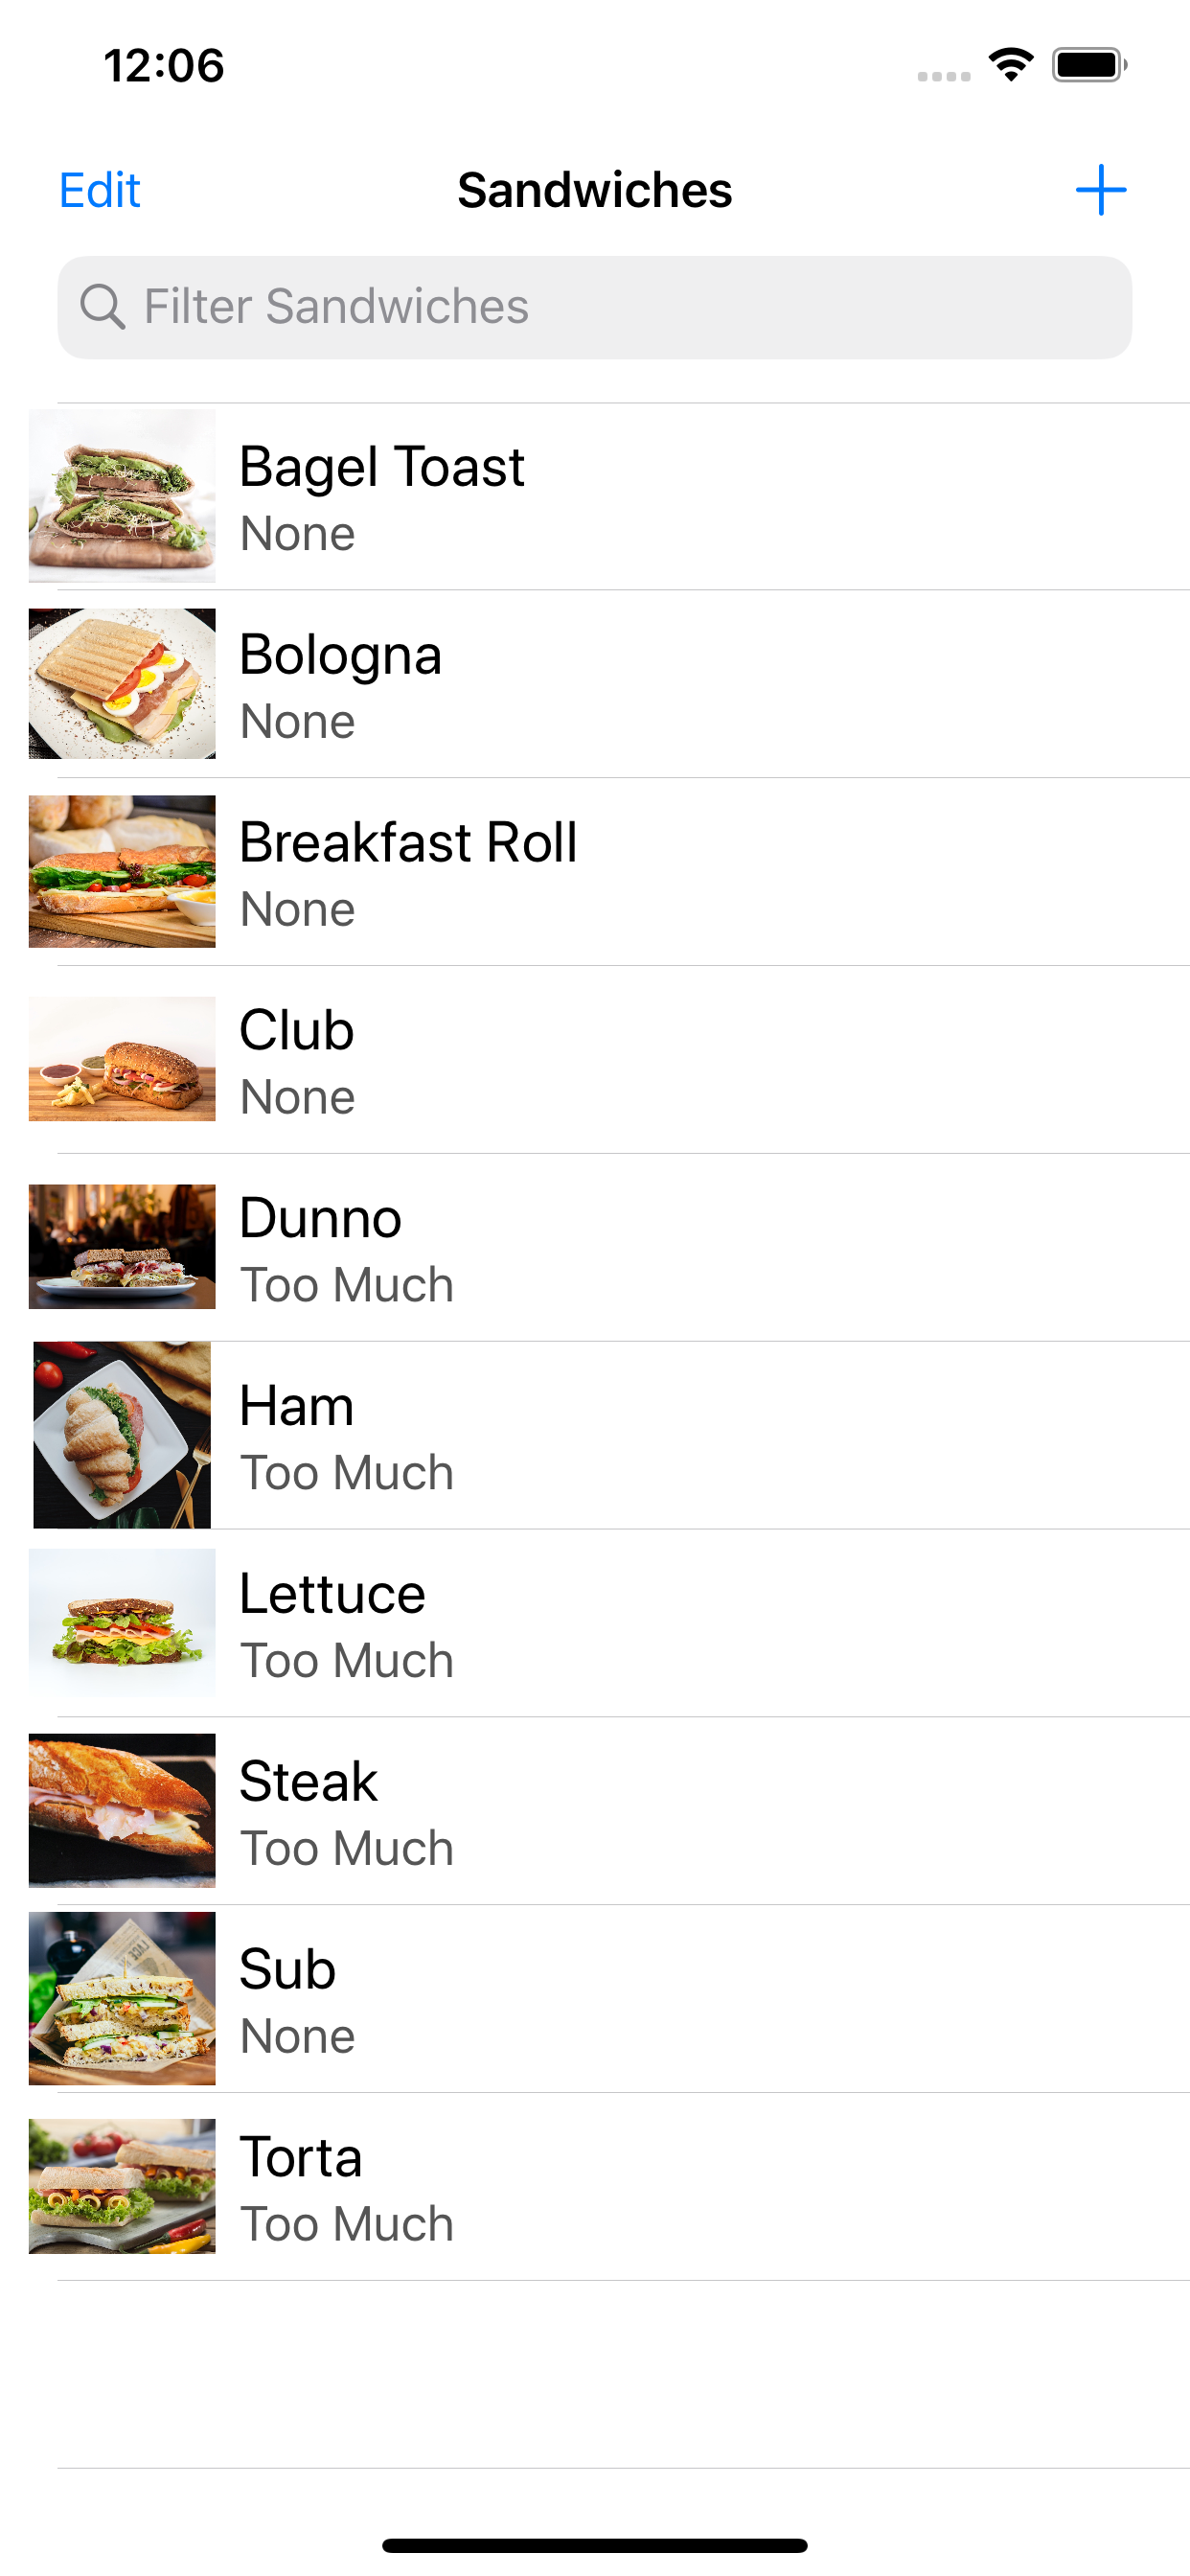 12:06
Edit Sandwiches +
Filter Sandwiches
Bagel Toast
None
Bologna
None
Breakfast Roll
None
Club
None
Dunno
Too Much
Ham
Too Much
Lettuce
Too Much
Steak
Too Much
Sub
None
Torta
Too Much